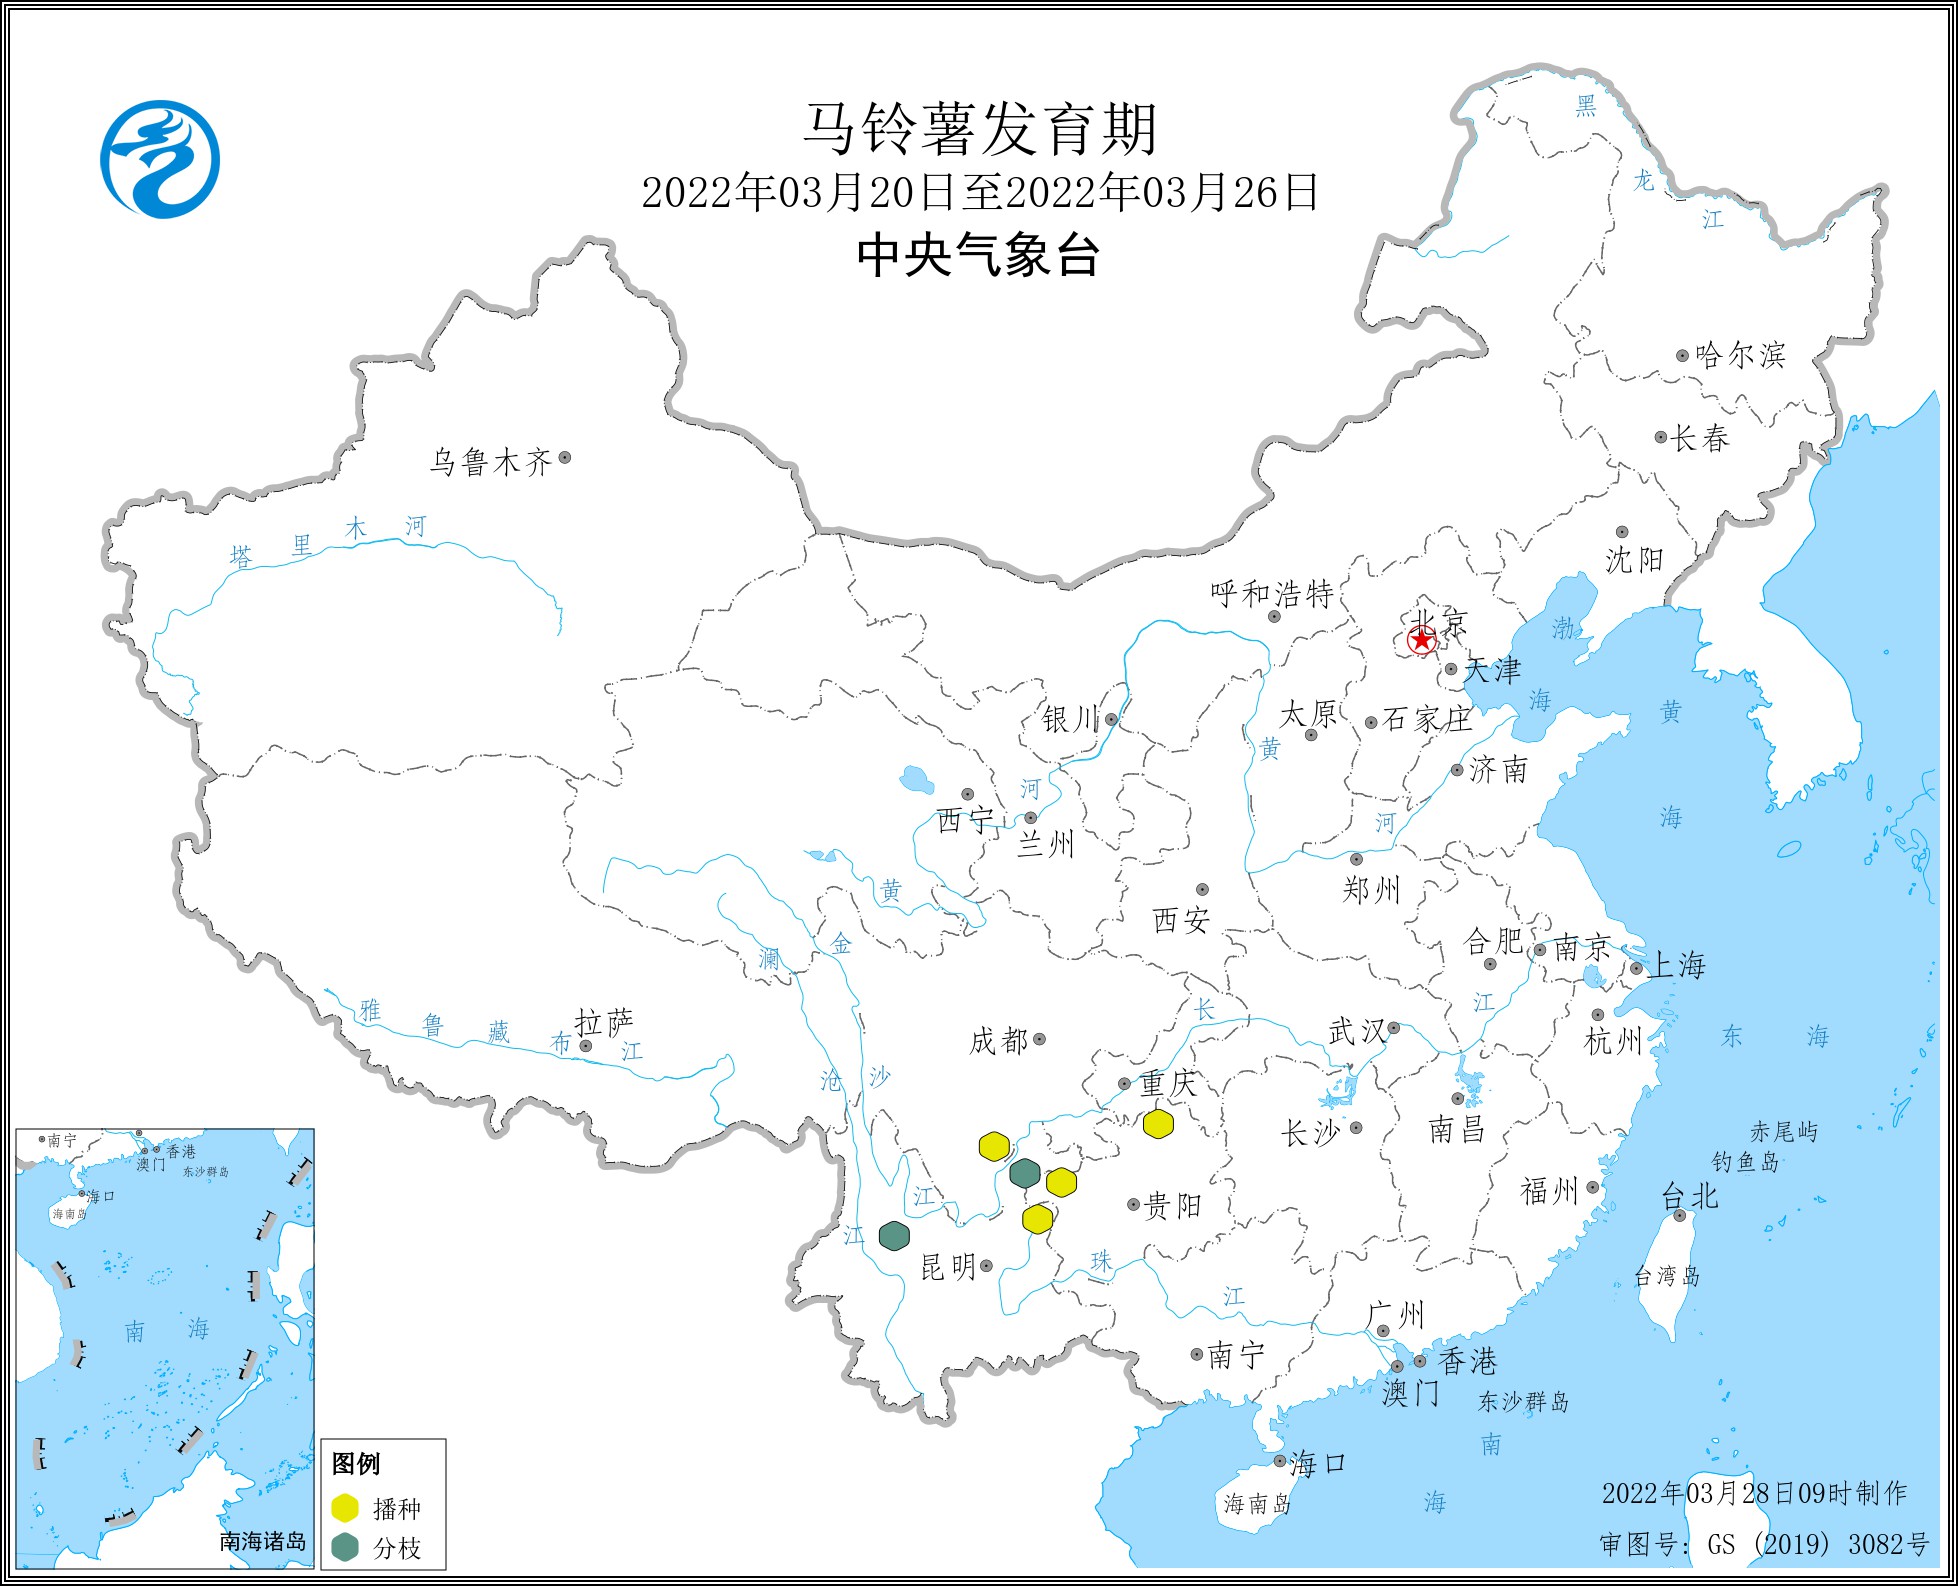 马铃薯发育期
2022年03月20日至2022年03月26日
中央气象台
黑
龙
江
哈尔滨
长春
乌鲁木齐
塔里木河
沈阳
呼和浩特
北京
渤
天津
海
银川
太原
石家庄
黄
黄
济南
河
西宁
兰州
河
海
郑州
黄
西安
金
澜
合肥
南京
上海
雅鲁藏布江
拉萨
长
江
成都
武汉
杭州
东海
沧
沙
重庆
南昌
长沙
赤尾屿
钓鱼岛
江
贵阳
福州
台北
江
昆明
珠
江
台湾岛
广州
南宁
香港
澳门
东沙群岛
南
海
海口
海南岛
南宁
香港
澳门
东沙群岛
海口
海南岛
南海
南海诸岛
图例
播种
分枝
2022年03月28日09时制作
审图号：GS (2019) 3082号